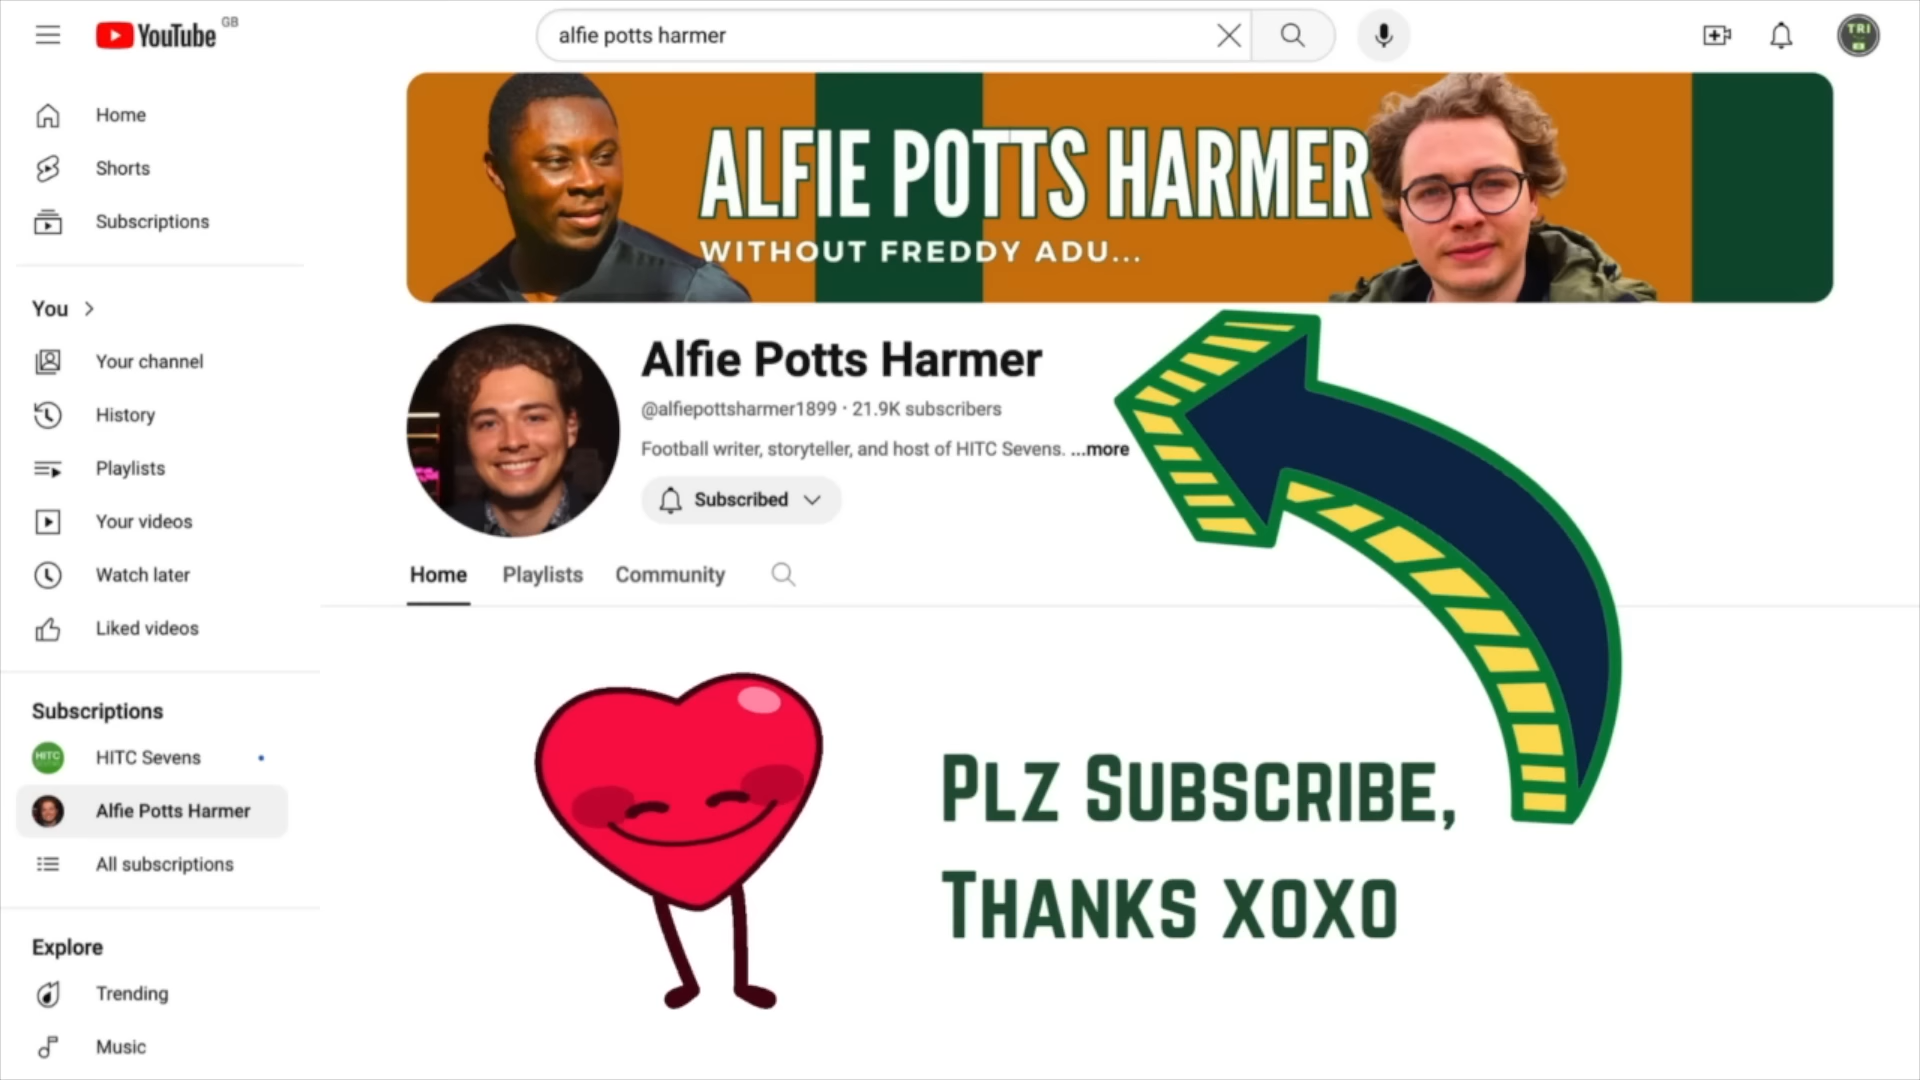 YouTube GB
alfie potts harmer
TRI
Home
Shorts
Subscriptions
You
Your channel
History
Playlists
Your videos
Watch later
Liked videos
Subscriptions
HITC
HITC Sevens
Alfie Potts Harmer
All subscriptions
Explore
Trending
Music
ALFIE POTTS HARMER
WITHOUT FREDDY ADU...
Alfie Potts Harmer
@alfiepottsharmer1899 · 21.9K subscribers
Football writer, storyteller, and host of HITC Sevens. ...more
Subscribed
Home Playlists Community
PLZ SUBSCRIBE,
THANKS XOXO